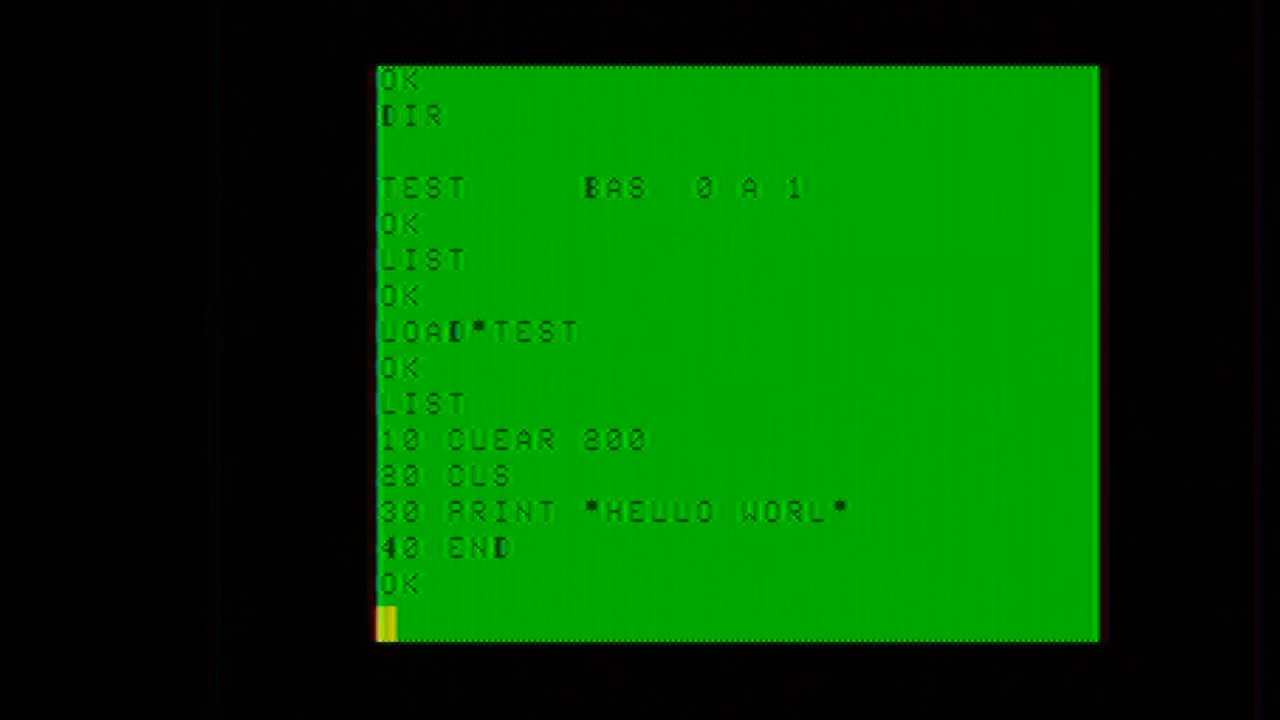 OK
DIR
TEST BAS 0 A 1
OK
LIST
OK
LOAD"TEST
OK
LIST
10 CLEAR 200
20 CLS
30 PRINT "HELLO WORL"
40 END
OK